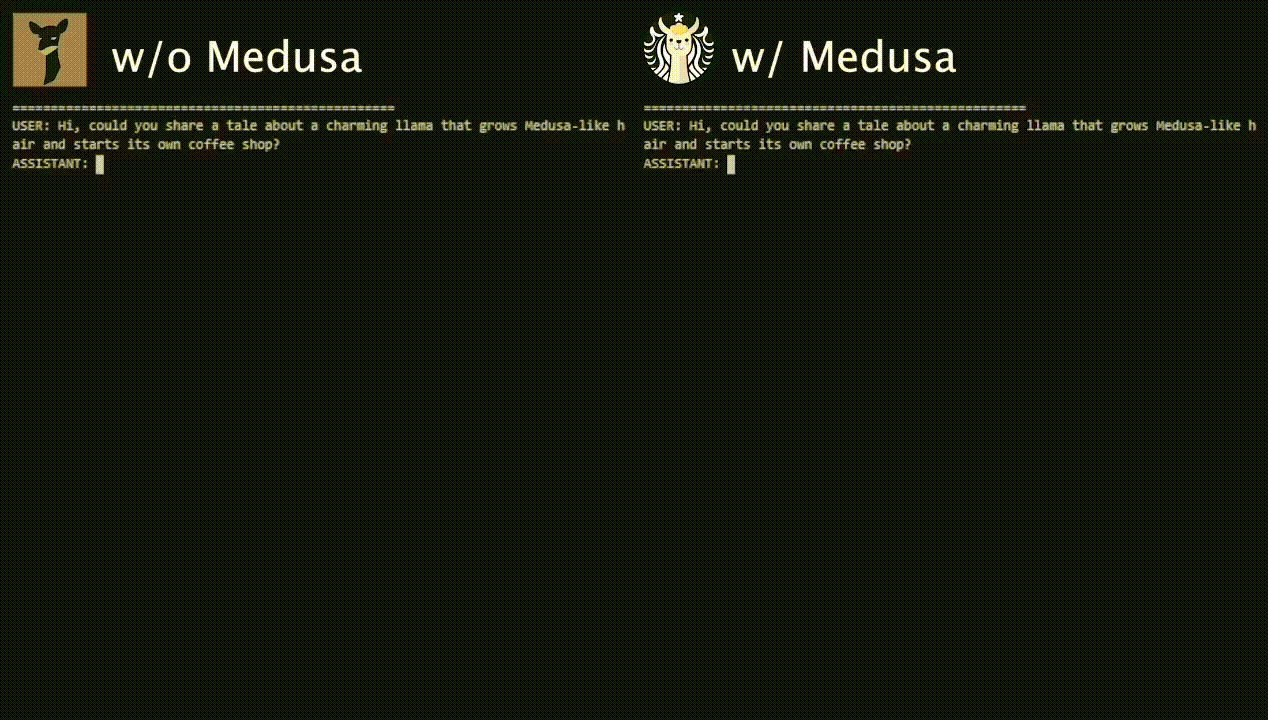 w/o Medusa
==================================================
USER: Hi, could you share a tale about a charming llama that grows Medusa-like h
air and starts its own coffee shop?
ASSISTANT:
w/ Medusa
==================================================
USER: Hi, could you share a tale about a charming llama that grows Medusa-like h
air and starts its own coffee shop?
ASSISTANT: